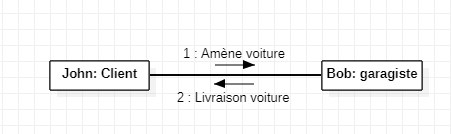 1 : Amène voiture
John: Client
Bob: garagiste
2 : Livraison voiture